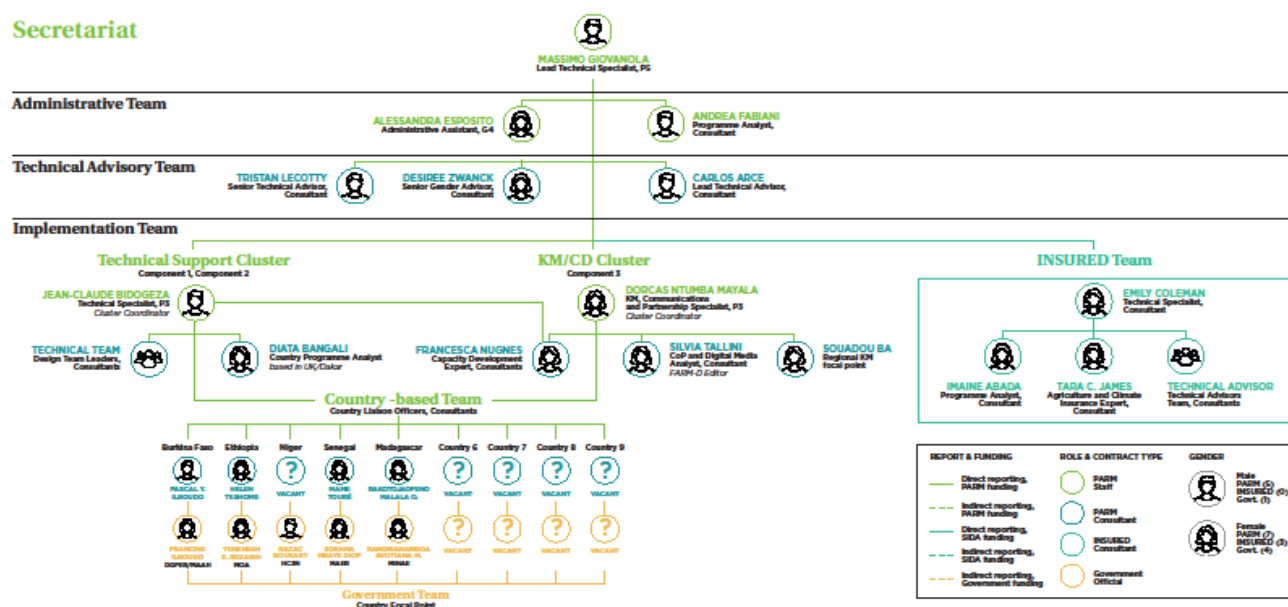 Secretariat
MASSIMO GIOVANOLA
Lead Technical Specialist, P5
Administrative Team
ALESSANDRA ESPOSITO
Administrative Assistant, G4
ANDREA FABIANI
Programme Analyst,
Consultant
Technical Advisory Team
TRISTAN LECOTTY
Senior Technical Advisor,
Consultant
DESIREE ZWANCK
Senior Gender Advisor,
Consultant
CARLOS ARCE
Lead Technical Advisor,
Consultant
Implementation Team
Technical Support Cluster
Component 1, Component 2
KM/CD Cluster
Component 3
INSURED Team
JEAN-CLAUDE BIDOGEZA
Technical Specialist, P3
Cluster Coordinator
DORCAS NTUMBA MAYALA
KM, Communications
and Partnership Specialist, P3
Cluster Coordinator
EMILY COLEMAN
Technical Specialist,
Consultant
TECHNICAL TEAM
Design Team Leaders,
Consultants
DIATA BANGALI
Country Programme Analyst
based in UK/Dakar
FRANCESCA NUGNES
Capacity Development
Expert, Consultants
SILVIA TALLINI
CoP and Digital Media
Analyst, Consultant
FARM-D Editor
SOUADOU BA
Regional KM
focal point
IMAINE ABADA
Programme Analyst,
Consultant
TARA C. JAMES
Agriculture and Climate
Insurance Expert,
Consultant
TECHNICAL ADVISOR
Technical Advisors
Team, Consultants
Country -based Team
Country Liaison Officers, Consultants
Burkina Faso
Ethiopia
Niger
Senegal
Madagascar
Country 6
Country 7
Country 8
Country 9
PASCAL Y.
ILBOUDO
HELEN
TESHOME
? VACANT
MAME
TOURÉ
MALALA O.
? VACANT
? VACANT
? VACANT
? VACANT
FRANCINE
ILBOUDO
MOA
HC3N
MAER
MINAE
? VACANT
? VACANT
? VACANT
? VACANT
Government Team
Country Focal Point
REPORT & FUNDING
Direct reporting,
PARM funding
Indirect reporting,
PARM funding
Direct reporting,
SIDA funding
Indirect reporting,
SIDA funding
Indirect reporting,
Government funding
ROLE & CONTRACT TYPE
PARM
Staff
PARM
Consultant
INSURED
Consultant
Government
Official
GENDER
Male
PARM (5)
INSURED (0)
Govt. (1)
Female
PARM (7)
INSURED (3)
Govt. (4)